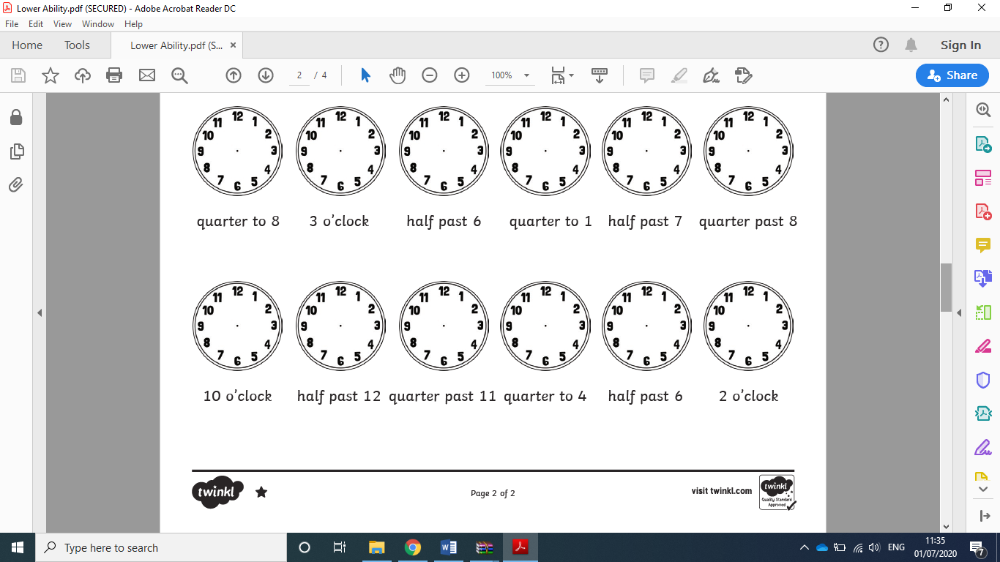 Lower Ability.pdf (SECURED) - Adobe Acrobat Reader DC
File Edit View Window Help
Home Tools Lower Ability.pdf (S... × Sign In
2 / 4 100% Share
12 1 2 3 4 5 6 7 8 9 10 11
12 1 2 3 4 5 6 7 8 9 10 11
12 1 2 3 4 5 6 7 8 9 10 11
12 1 2 3 4 5 6 7 8 9 10 11
12 1 2 3 4 5 6 7 8 9 10 11
12 1 2 3 4 5 6 7 8 9 10 11
quarter to 8 3 o'clock half past 6 quarter to 1 half past 7 quarter past 8
12 1 2 3 4 5 6 7 8 9 10 11
12 1 2 3 4 5 6 7 8 9 10 11
12 1 2 3 4 5 6 7 8 9 10 11
12 1 2 3 4 5 6 7 8 9 10 11
12 1 2 3 4 5 6 7 8 9 10 11
12 1 2 3 4 5 6 7 8 9 10 11
10 o'clock half past 12 quarter past 11 quarter to 4 half past 6 2 o'clock
twinkl Page 2 of 2 visit twinkl.com twinkl
Quality Standard
Approved
Type here to search ENG 11:35
01/07/2020 7